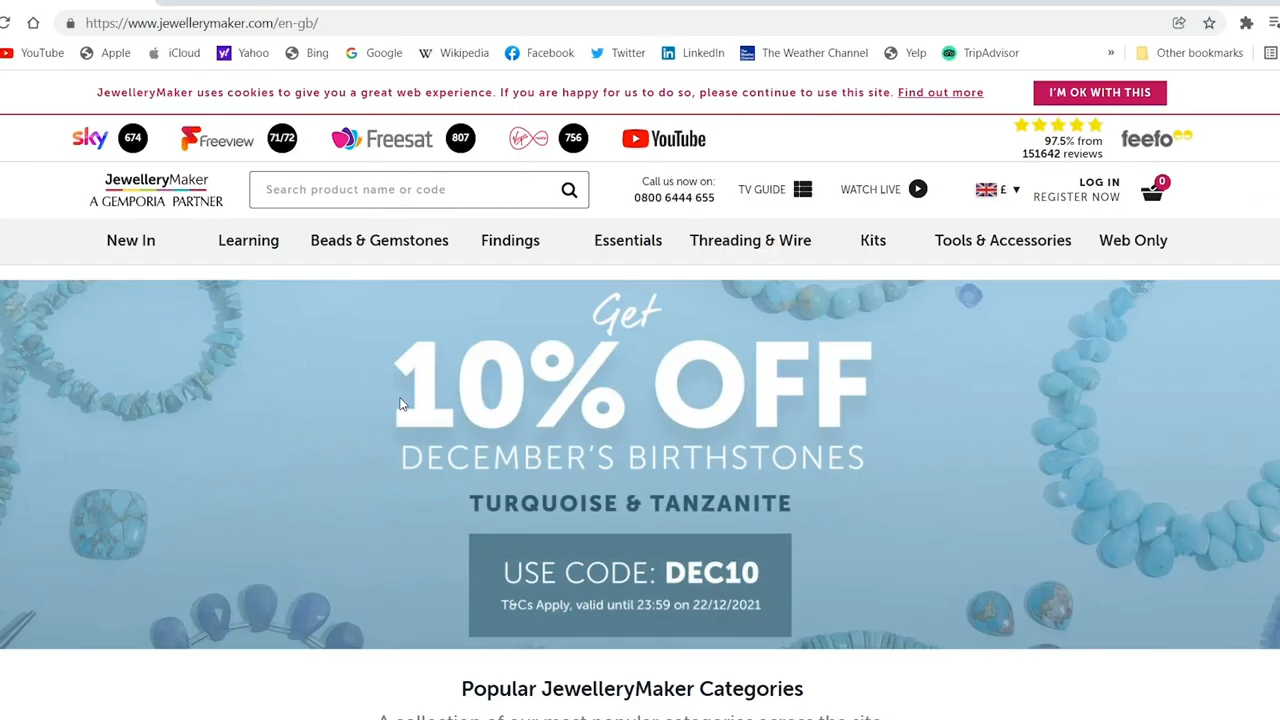 https://www.jewellerymaker.com/en-gb/
YouTube Apple iCloud Yahoo Bing Google Wikipedia Facebook Twitter LinkedIn The Weather Channel Yelp TripAdvisor » Other bookmarks
JewelleryMaker uses cookies to give you a great web experience. If you are happy for us to do so, please continue to use this site. Find out more
I'M OK WITH THIS
sky 674 Freeview 71/72 Freesat 807 756 YouTube
97.5% from
151642 reviews
feefo
JewelleryMaker
A GEMPORIA PARTNER
Search product name or code
Call us now on:
0800 6444 655
TV GUIDE
WATCH LIVE
£
LOG IN
REGISTER NOW
0
New In Learning Beads & Gemstones Findings Essentials Threading & Wire Kits Tools & Accessories Web Only
Get
10% OFF
DECEMBER'S BIRTHSTONES
TURQUOISE & TANZANITE
USE CODE: DEC10
T&Cs Apply, valid until 23:59 on 22/12/2021
Popular JewelleryMaker Categories
A collection of our most popular categories across the site